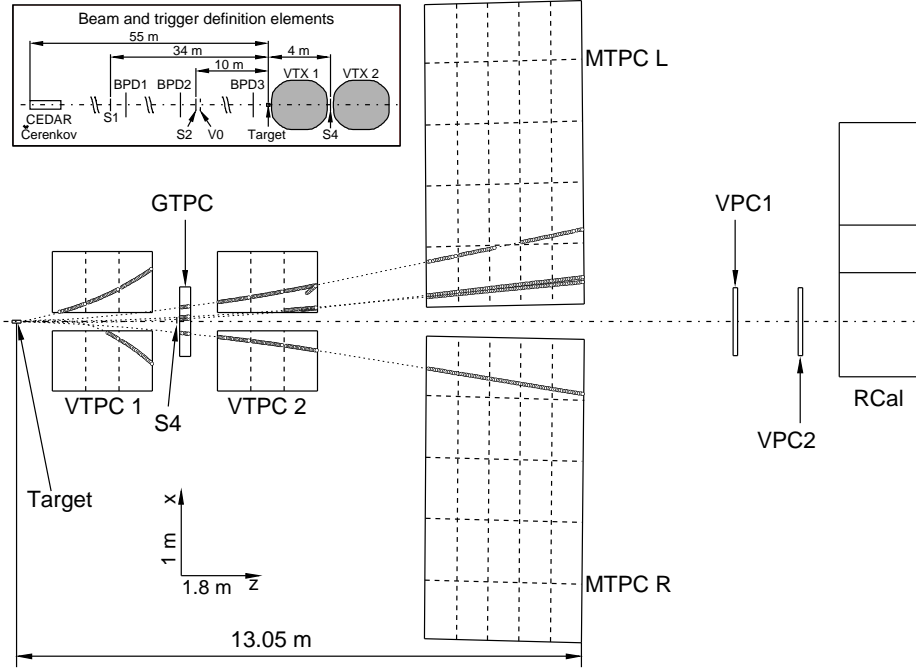 Beam and trigger definition elements
55 m
34 m
4 m
10 m
VTX 1
VTX 2
BPD1
BPD2
BPD3
CEDAR
Čerenkov
S1
S2
V0
Target
S4
MTPC L
GTPC
VPC1
VTPC 1
VTPC 2
S4
RCal
VPC2
Target
x
1 m
1.8 m
z
MTPC R
13.05 m